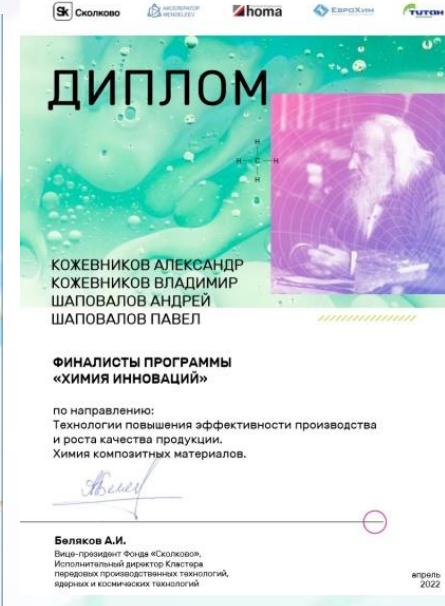 Sk Сколково
АКСЕЛЕРАТОР
MENDELEEV
homa
ЕвроХим
ТИТАН
ДИПЛОМ
H
H C H
H
КОЖЕВНИКОВ АЛЕКСАНДР
КОЖЕВНИКОВ ВЛАДИМИР
ШАПОВАЛОВ АНДРЕЙ
ШАПОВАЛОВ ПАВЕЛ
ФИНАЛИСТЫ ПРОГРАММЫ
«ХИМИЯ ИННОВАЦИЙ»
по направлению:
Технологии повышения эффективности производства
и роста качества продукции.
Химия композитных материалов.
Беляков А.И.
Вице-президент Фонда «Сколково»,
Исполнительный директор Кластера
передовых производственных технологий,
ядерных и космических технологий
апрель
2022